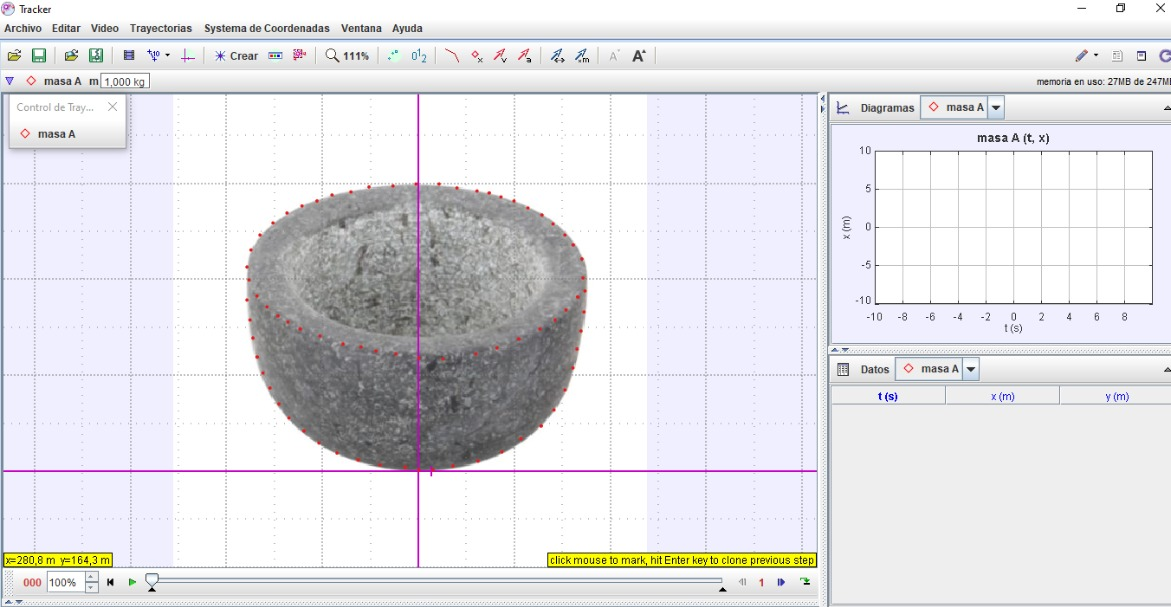 Tracker
Archivo Editar Video Trayectorias Systema de Coordenadas Ventana Ayuda
Crear 111%
masa A m 1,000 kg
memoria en uso: 27MB de 247M
Control de Tray...
masa A
Diagramas masa A
masa A (t, x)
10
5
0
-5
-10
x (m)
-10 -8 -6 -4 -2 0 2 4 6 8
t (s)
Datos masa A
t (s) x (m) y (m)
x=280,8 m y=164,3 m
click mouse to mark, hit Enter key to clone previous step
000 100% 1